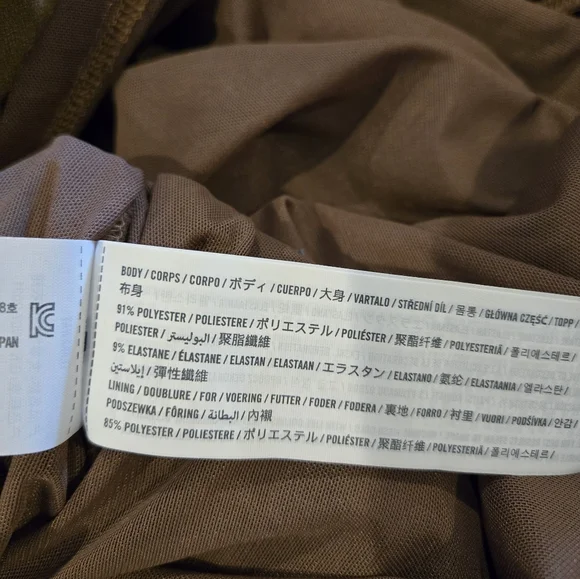 8호
PAN
BODY / CORPS / CORPO / ボディ / CUERPO / 大身 / VARTALO / STŘEDNÍ DÍL / 몸통 / GŁÓWNA CZĘŚĆ / TOPP /
布身
91% POLYESTER / POLIESTERE / ポリエステル / POLIÉSTER / 聚酯纤维 / POLYESTERIÄ / 폴리에스테르 /
POLIESTER / البوليستر / 聚脂纖維
9% ELASTANE / ÉLASTANE / ELASTAN / ELASTAAN / エラスタン / ELASTANO / 氨纶 / ELASTAANIA / 엘라스탄 /
إيلاستين / 彈性纖維
LINING / DOUBLURE / FOR / VOERING / FUTTER / FODER / FODERA / 裏地 / FORRO / 衬里 / VUORI / PODŠÍVKA / 안감 /
PODSZEWKA / FÔRING / البطانة / 內襯
85% POLYESTER / POLIESTERE / ポリエステル / POLIÉSTER / 聚酯纤维 / POLYESTERIÄ / 폴리에스테르 /